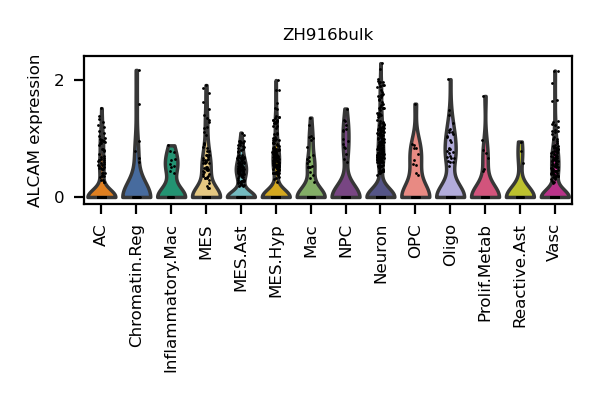 ZH916bulk
ALCAM expression
2
0
AC
Chromatin.Reg
Inflammatory.Mac
MES
MES.Ast
MES.Hyp
Mac
NPC
Neuron
OPC
Oligo
Prolif.Metab
Reactive.Ast
Vasc